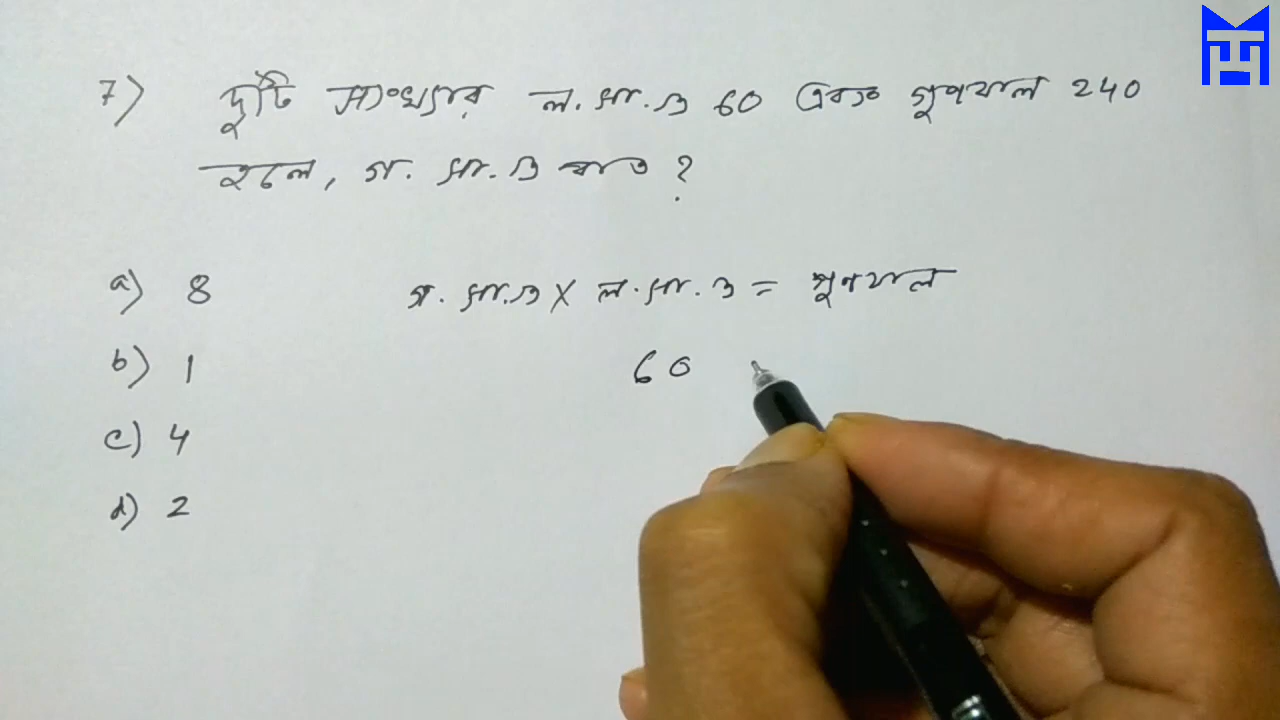 7) দুটি সংখ্যার ল.সা.গু 60 এবং গুণফল 240
হলে, গ.সা.গু কত?
a) 8
গ.সা.গু X ল.সা.গু = গুণফল
b) 1
60
c) 4
d) 2